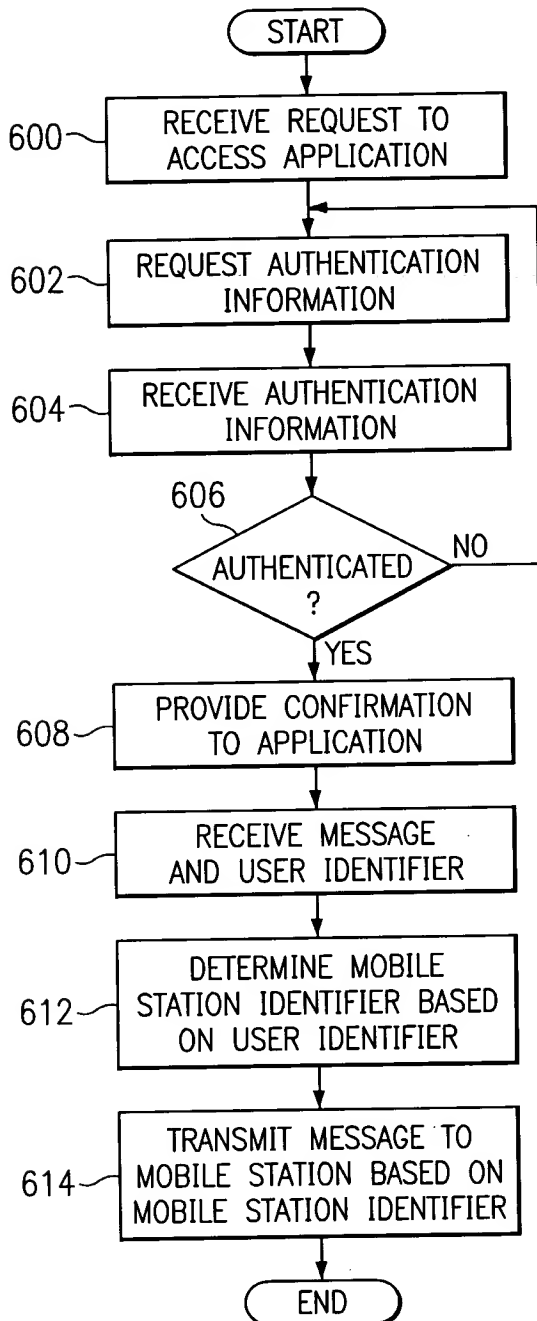 START
600
RECEIVE REQUEST TO
ACCESS APPLICATION
602
REQUEST AUTHENTICATION
INFORMATION
604
RECEIVE AUTHENTICATION
INFORMATION
606
AUTHENTICATED
?
NO
YES
608
PROVIDE CONFIRMATION
TO APPLICATION
610
RECEIVE MESSAGE
AND USER IDENTIFIER
612
DETERMINE MOBILE
STATION IDENTIFIER BASED
ON USER IDENTIFIER
614
TRANSMIT MESSAGE TO
MOBILE STATION BASED ON
MOBILE STATION IDENTIFIER
END